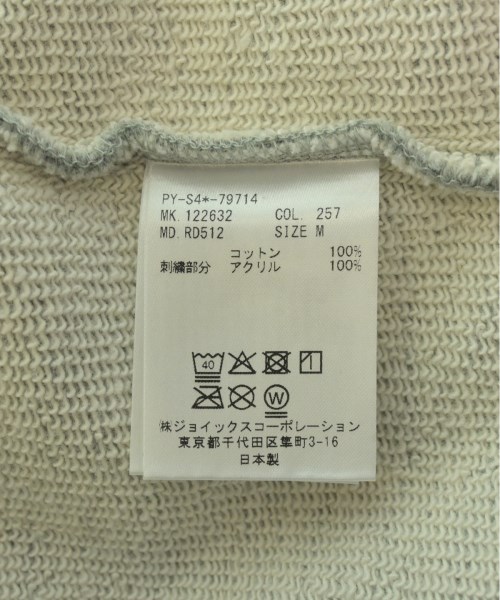 PY-S4*-79714
MK. 122632 COL. 257
MD. RD512 SIZE M
コットン 100%
刺繍部分 アクリル 100%
40
W
㈱ジョイックスコーポレーション
東京都千代田区隼町3-16
日本製